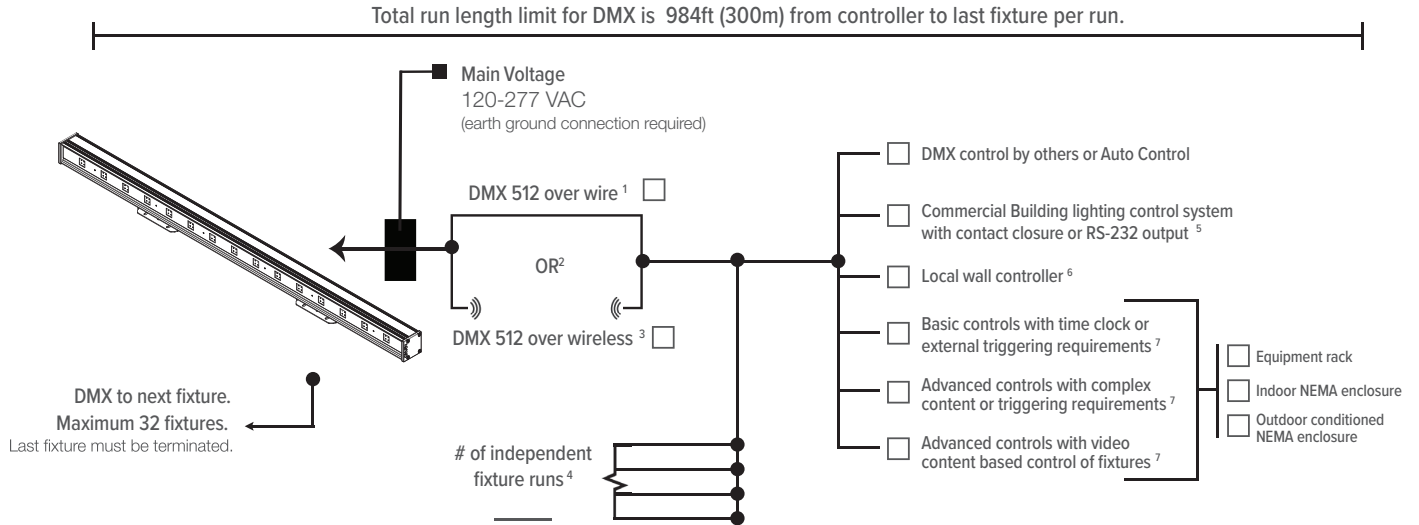 Total run length limit for DMX is 984ft (300m) from controller to last fixture per run.
Main Voltage
120-277 VAC
(earth ground connection required)
DMX 512 over wire 1
OR2
DMX 512 over wireless 3
DMX to next fixture.
Maximum 32 fixtures.
Last fixture must be terminated.
# of independent
fixture runs 4
DMX control by others or Auto Control
Commercial Building lighting control system
with contact closure or RS-232 output 5
Local wall controller 6
Basic controls with time clock or
external triggering requirements 7
Advanced controls with complex
content or triggering requirements 7
Advanced controls with video
content based control of fixtures 7
Equipment rack
Indoor NEMA enclosure
Outdoor conditioned
NEMA enclosure